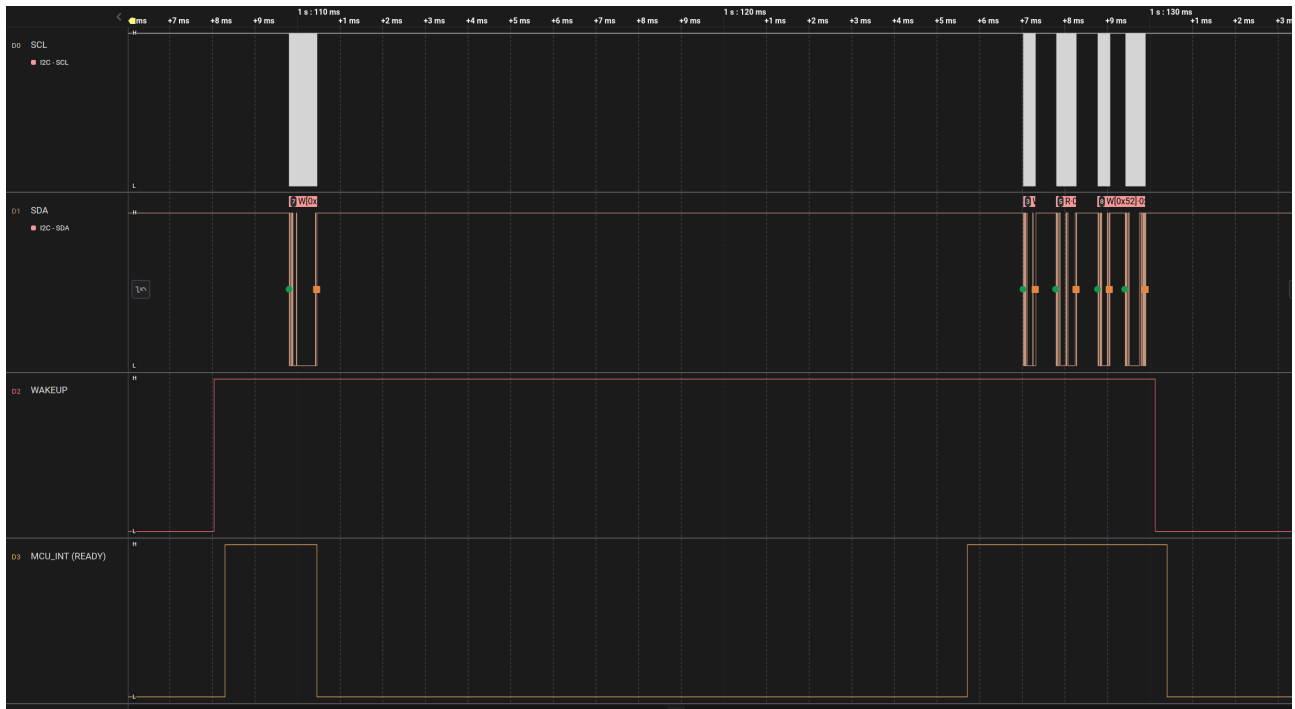 1 s : 110 ms 1 s : 120 ms 1 s : 130 ms
ms +7 ms +8 ms +9 ms +1 ms +2 ms +3 ms +4 ms +5 ms +6 ms +7 ms +8 ms +9 ms +1 ms +2 ms +3 ms +4 ms +5 ms +6 ms +7 ms +8 ms +9 ms +1 ms +2 ms +3 m
H
D0 SCL
I2C - SCL
L
W[0x R W[0x52]
D1 SDA
H
I2C - SDA
L
H
D2 WAKEUP
L
H
D3 MCU_INT (READY)
L